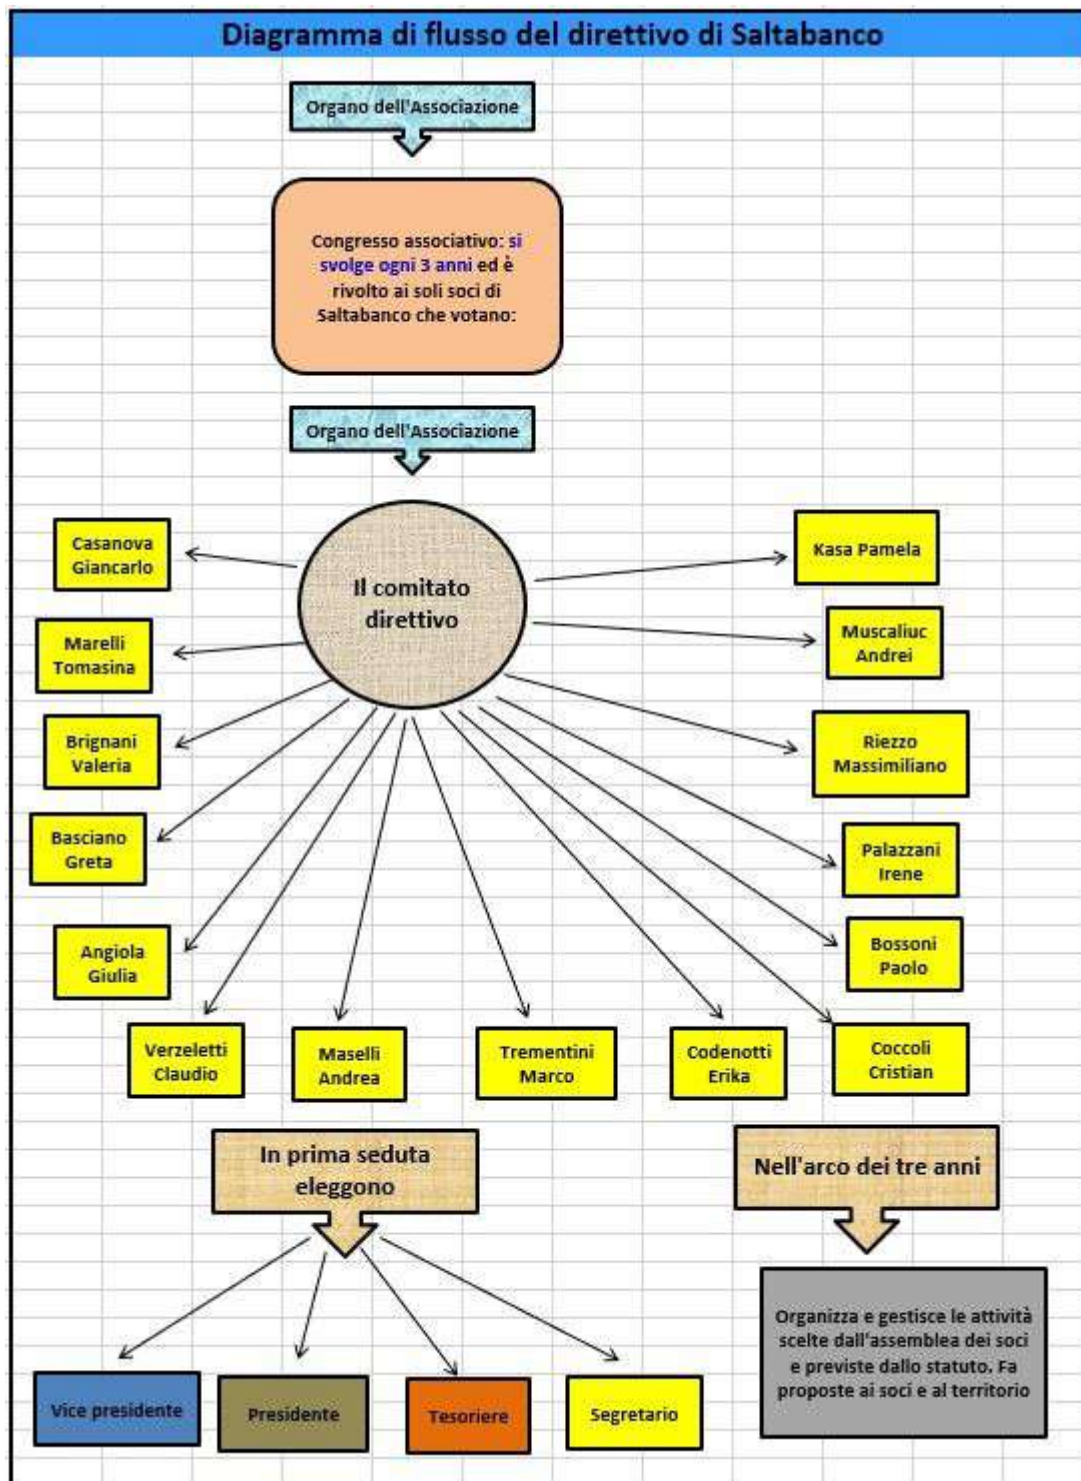 Diagramma di flusso del direttivo di Saltabanco
Organo dell'Associazione
Congresso associativo: si
svolge ogni 3 anni ed è
rivolto ai soli soci di
Saltabanco che votano:
Organo dell'Associazione
Il comitato
direttivo
Casanova
Giancarlo
Marelli
Tomasina
Brignani
Valeria
Basciano
Greta
Angiola
Giulia
Verzeletti
Claudio
Maselli
Andrea
Trementini
Marco
Codenotti
Erika
Coccoli
Cristian
Bossoni
Paolo
Palazzani
Irene
Riezzo
Massimiliano
Muscaliuc
Andrei
Kasa Pamela
In prima seduta
eleggono
Vice presidente
Presidente
Tesoriere
Segretario
Nell'arco dei tre anni
Organizza e gestisce le attività
scelte dall'assemblea dei soci
e previste dallo statuto. Fa
proposte ai soci e al territorio